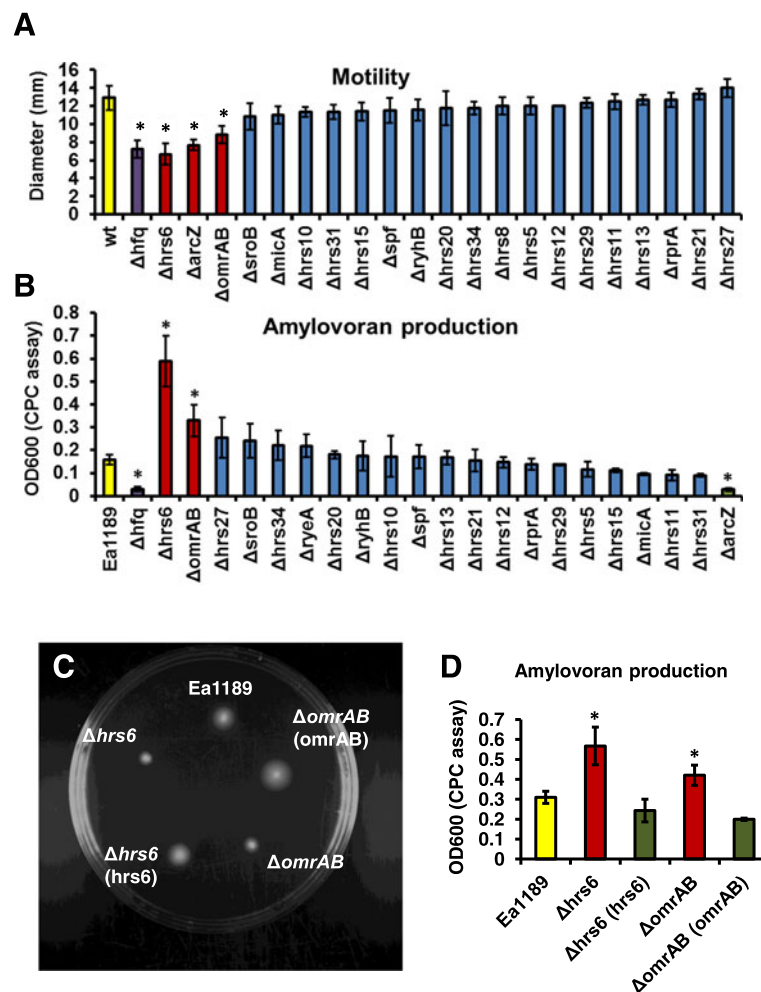 A
Motility
Diameter (mm)
16
14
12
10
8
6
4
2
0
* * * *
wt Δhfq Δhrs6 ΔarcZ ΔomrAB ΔsroB ΔmicA Δhrs10 Δhrs31 Δhrs15 Δspf ΔryhB Δhrs20 Δhrs34 Δhrs8 Δhrs5 Δhrs12 Δhrs29 Δhrs11 Δhrs13 ΔrprA Δhrs21 Δhrs27
B
Amylovoran production
OD600 (CPC assay)
0.8
0.7
0.6
0.5
0.4
0.3
0.2
0.1
0
* * * *
Ea1189 Δhfq Δhrs6 ΔomrAB Δhrs27 ΔsroB Δhrs34 ΔryeA Δhrs20 ΔryhB Δhrs10 Δspf Δhrs13 Δhrs21 Δhrs12 ΔrprA Δhrs29 Δhrs5 Δhrs15 ΔmicA Δhrs11 Δhrs31 ΔarcZ
C
Ea1189
ΔomrAB
(omrAB)
Δhrs6
Δhrs6
(hrs6)
ΔomrAB
D
Amylovoran production
OD600 (CPC assay)
0.7
0.6
0.5
0.4
0.3
0.2
0.1
0
* *
Ea1189 Δhrs6 Δhrs6 (hrs6) ΔomrAB ΔomrAB (omrAB)